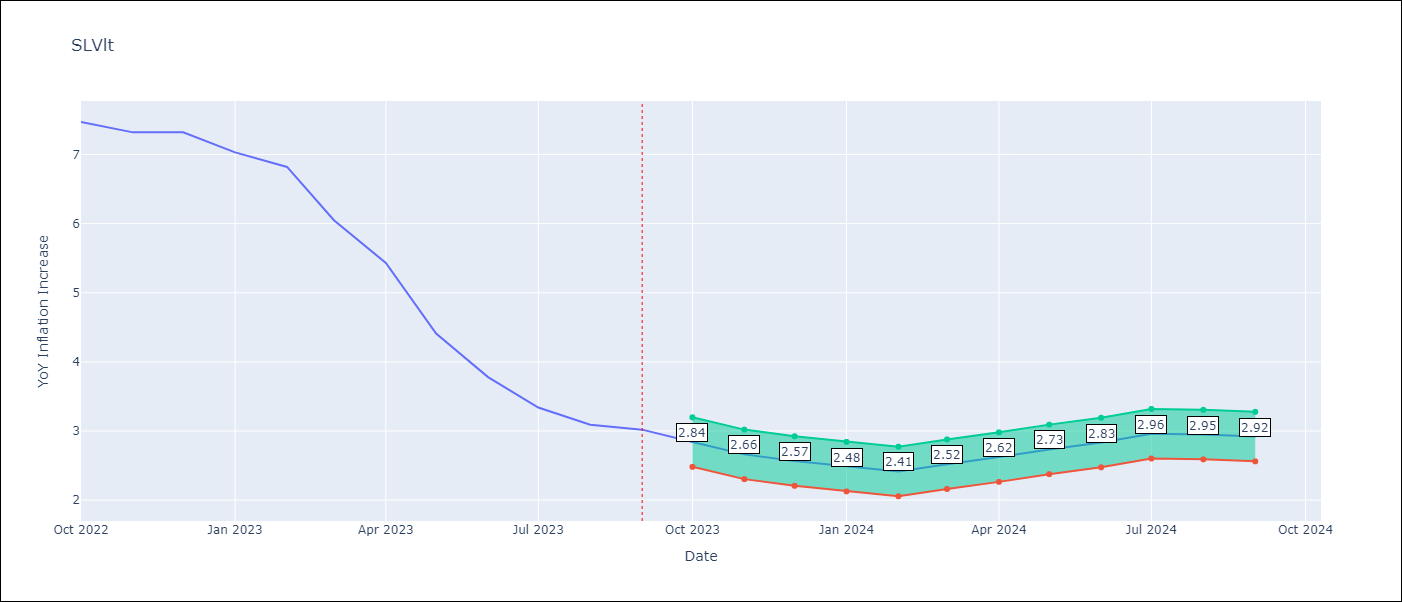 SLVlt
YoY Inflation Increase
7
6
5
4
3
2
2.84
2.66
2.57
2.48
2.41
2.52
2.62
2.73
2.83
2.96
2.95
2.92
Oct 2022
Jan 2023
Apr 2023
Jul 2023
Oct 2023
Jan 2024
Apr 2024
Jul 2024
Oct 2024
Date